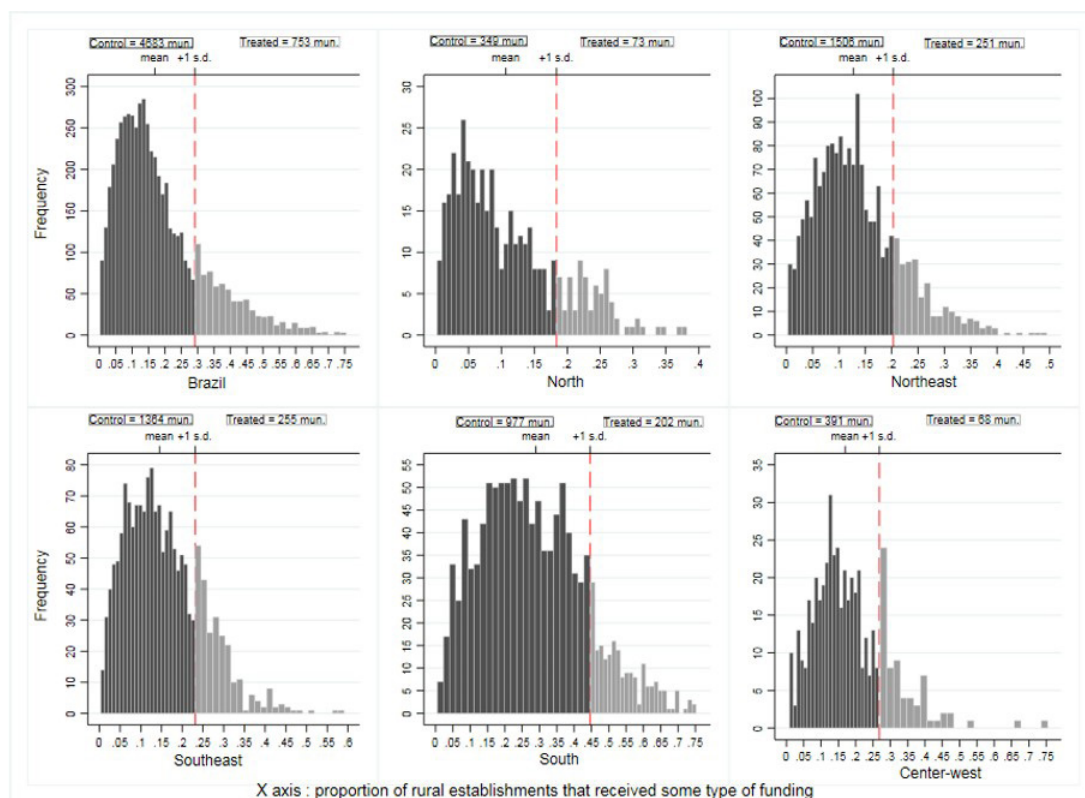 Control = 4683 mun. Treated = 753 mun.
mean +1 s.d.
Frequency
300
250
200
150
100
50
0
0 .05 .1 .15 .2 .25 .3 .35 .4 .45 .5 .55 .6 .65 .7 .75
Brazil
Control = 349 mun. Treated = 73 mun.
mean +1 s.d.
30
25
20
15
10
5
0
0 .05 .1 .15 .2 .25 .3 .35 .4
North
Control = 1506 mun. Treated = 251 mun.
mean +1 s.d.
100
90
80
70
60
50
40
30
20
10
0
0 .05 .1 .15 .2 .25 .3 .35 .4 .45 .5
Northeast
Control = 1364 mun. Treated = 255 mun.
mean +1 s.d.
Frequency
80
70
60
50
40
30
20
10
0
0 .05 .1 .15 .2 .25 .3 .35 .4 .45 .5 .55 .6
Southeast
Control = 977 mun. Treated = 202 mun.
mean +1 s.d.
55
50
45
40
35
30
25
20
15
10
5
0
0 .05 .1 .15 .2 .25 .3 .35 .4 .45 .5 .55 .6 .65 .7 .75
South
Control = 391 mun. Treated = 68 mun.
mean +1 s.d.
35
30
25
20
15
10
5
0
0 .05 .1 .15 .2 .25 .3 .35 .4 .45 .5 .55 .6 .65 .7 .75
Center-west
X axis : proportion of rural establishments that received some type of funding